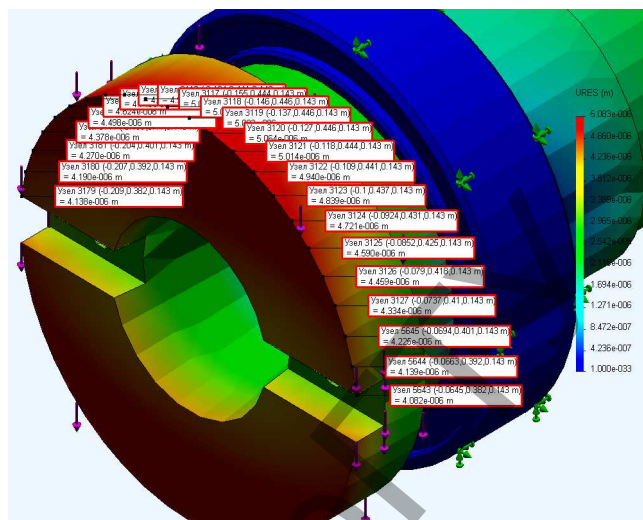 URES (m)
5.083e-006
4.660e-006
4.236e-006
1.694e-006
1.271e-006
8.472e-007
4.236e-007
1.000e-033
Узел 3118 (-0.146,0.446,0.143 m)
Узел 3119 (-0.137,0.446,0.143 m)
Узел 3120 (-0.127,0.446,0.143 m)
= 5.064e-006 m
Узел 3121 (-0.118,0.444,0.143 m)
= 5.014e-006 m
Узел 3122 (-0.109,0.441,0.143 m)
= 4.940e-006 m
Узел 3123 (-0.1,0.437,0.143 m)
= 4.839e-006 m
Узел 3124 (-0.0924,0.431,0.143 m)
= 4.721e-006 m
Узел 3125 (-0.0852,0.425,0.143 m)
= 4.590e-006 m
Узел 3126 (-0.079,0.418,0.143 m)
= 4.459e-006 m
Узел 3127 (-0.0737,0.41,0.143 m)
= 4.334e-006 m
Узел 5645 (-0.0694,0.401,0.143 m)
= 4.226e-006 m
Узел 5644 (-0.0663,0.392,0.143 m)
= 4.139e-006 m
Узел 5643 (-0.0645,0.382,0.143 m)
= 4.082e-006 m
= 4.498e-006 m
= 4.378e-006 m
Узел 3181 (-0.204,0.401,0.143 m)
= 4.270e-006 m
Узел 3180 (-0.207,0.392,0.143 m)
= 4.190e-006 m
Узел 3179 (-0.209,0.382,0.143 m)
= 4.138e-006 m